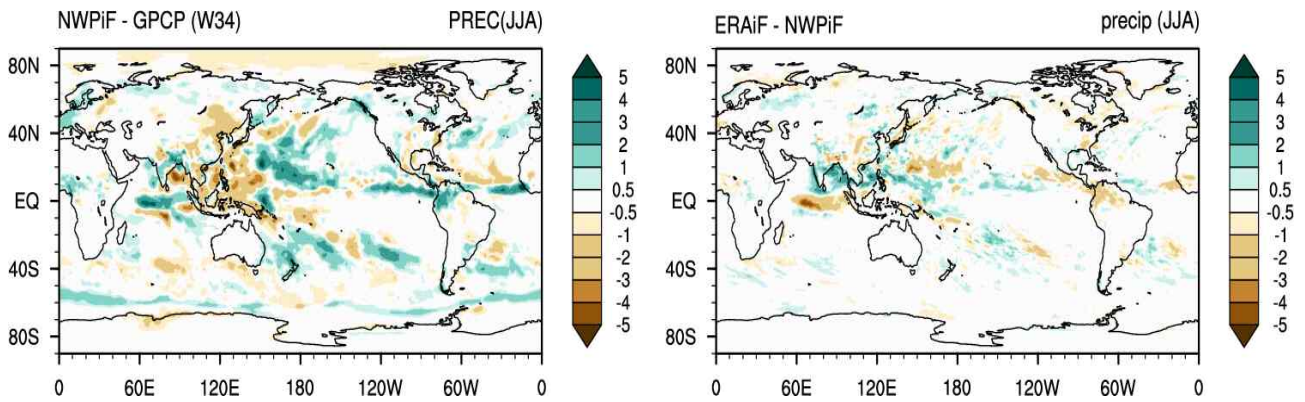 NWPiF - GPCP (W34) PREC(JJA)
80N
40N
EQ
40S
80S
0 60E 120E 180 120W 60W 0
5
4
3
2
1
0.5
-0.5
-1
-2
-3
-4
-5
ERAiF - NWPiF precip (JJA)
80N
40N
EQ
40S
80S
0 60E 120E 180 120W 60W 0
5
4
3
2
1
0.5
-0.5
-1
-2
-3
-4
-5